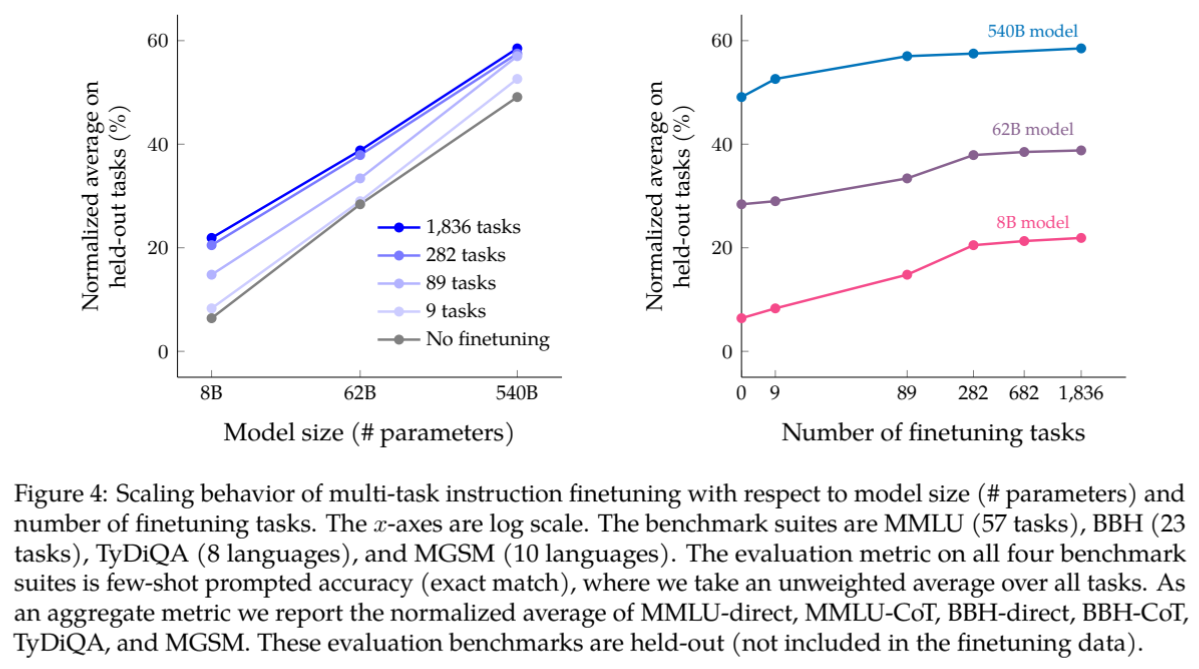 Normalized average on
held-out tasks (%)
60
40
20
0
1,836 tasks
282 tasks
89 tasks
9 tasks
No finetuning
8B
62B
540B
Model size (# parameters)
Normalized average on
held-out tasks (%)
60
40
20
0
540B model
62B model
8B model
0
9
89
282
682
1,836
Number of finetuning tasks
Figure 4: Scaling behavior of multi-task instruction finetuning with respect to model size (# parameters) and
number of finetuning tasks. The x-axes are log scale. The benchmark suites are MMLU (57 tasks), BBH (23
tasks), TyDiQA (8 languages), and MGSM (10 languages). The evaluation metric on all four benchmark
suites is few-shot prompted accuracy (exact match), where we take an unweighted average over all tasks. As
an aggregate metric we report the normalized average of MMLU-direct, MMLU-CoT, BBH-direct, BBH-CoT,
TyDiQA, and MGSM. These evaluation benchmarks are held-out (not included in the finetuning data).